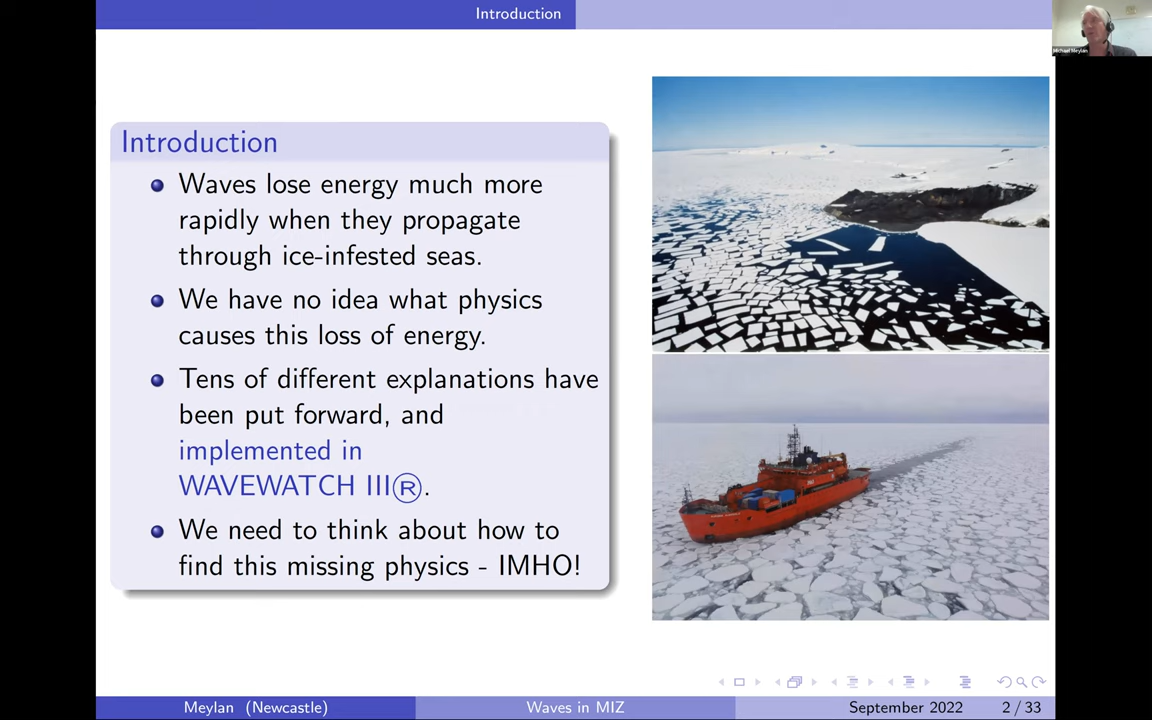 Introduction
Michael Meylan
Introduction
Waves lose energy much more
rapidly when they propagate
through ice-infested seas.
We have no idea what physics
causes this loss of energy.
Tens of different explanations have
been put forward, and
implemented in
WAVEWATCH III®.
We need to think about how to
find this missing physics - IMHO!
Meylan (Newcastle)
Waves in MIZ
September 2022
2 / 33